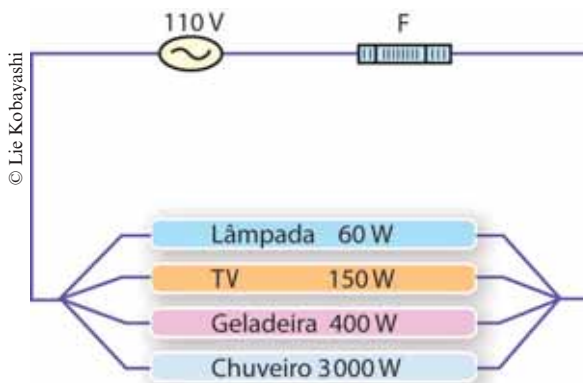 110 V
F
© Lie Kobayashi
Lâmpada 60 W
TV 150 W
Geladeira 400 W
Chuveiro 3000 W